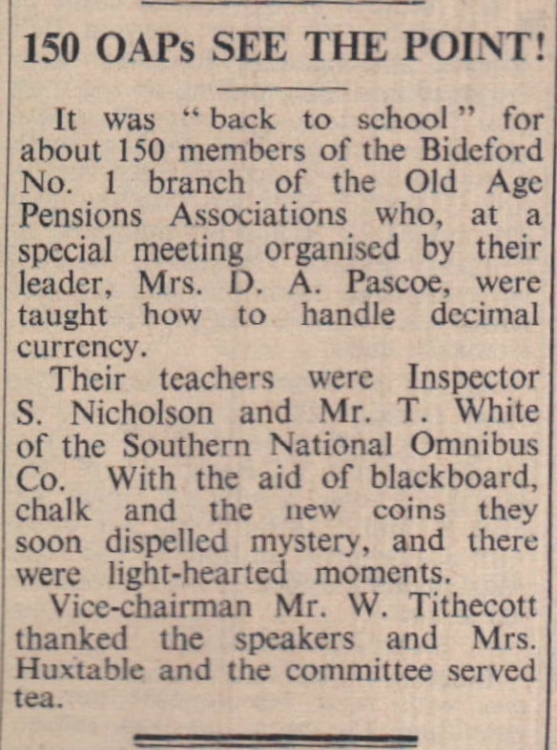 150 OAPs SEE THE POINT!
It was “ back to school ” for
about 150 members of the Bideford
No. 1 branch of the Old Age
Pensions Associations who, at a
special meeting organised by their
leader, Mrs. D. A. Pascoe, were
taught how to handle decimal
currency.
Their teachers were Inspector
S. Nicholson and Mr. T. White
of the Southern National Omnibus
Co. With the aid of blackboard,
chalk and the new coins they
soon dispelled mystery, and there
were light-hearted moments.
Vice-chairman Mr. W. Tithecott
thanked the speakers and Mrs.
Huxtable and the committee served
tea.